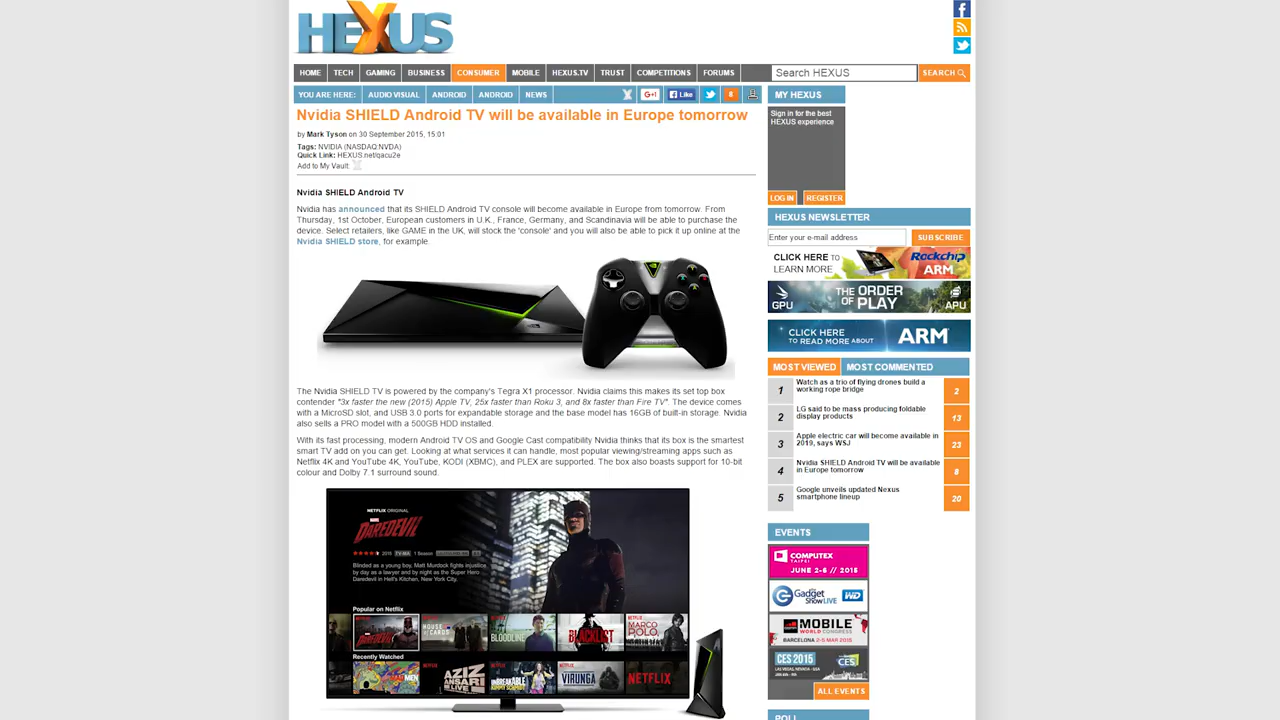 HEXUS
HOME TECH GAMING BUSINESS CONSUMER MOBILE HEXUS.TV TRUST COMPETITIONS FORUMS Search HEXUS SEARCH
YOU ARE HERE: AUDIO VISUAL ANDROID ANDROID NEWS
G+1 Like 8
Nvidia SHIELD Android TV will be available in Europe tomorrow
by Mark Tyson on 30 September 2015, 15:01
Tags: NVIDIA (NASDAQ:NVDA)
Quick Link: HEXUS.net/qacu2e
Add to My Vault:
Nvidia SHIELD Android TV
Nvidia has announced that its SHIELD Android TV console will become available in Europe from tomorrow. From
Thursday, 1st October, European customers in U.K., France, Germany, and Scandinavia will be able to purchase the
device. Select retailers, like GAME in the UK, will stock the 'console' and you will also be able to pick it up online at the
Nvidia SHIELD store, for example.
The Nvidia SHIELD TV is powered by the company's Tegra X1 processor. Nvidia claims this makes its set top box
contender "3x faster the new (2015) Apple TV, 25x faster than Roku 3, and 8x faster than Fire TV". The device comes
with a MicroSD slot, and USB 3.0 ports for expandable storage and the base model has 16GB of built-in storage. Nvidia
also sells a PRO model with a 500GB HDD installed.
With its fast processing, modern Android TV OS and Google Cast compatibility Nvidia thinks that its box is the smartest
smart TV add on you can get. Looking at what services it can handle, most popular viewing/streaming apps such as
Netflix 4K and YouTube 4K, YouTube, KODI (XBMC), and PLEX are supported. The box also boasts support for 10-bit
colour and Dolby 7.1 surround sound.
NETFLIX ORIGINAL
MARVEL
DAREDEVIL
2015 TV-MA 1 Season
Blinded as a young boy, Matt Murdock fights injustice
by day as a lawyer and by night as the Super Hero
Daredevil in Hell's Kitchen, New York City.
Popular on Netflix
DAREDEVIL
HOUSE of CARDS
BLOODLINE
BLACKLIST
MARCO POLO
Recently Watched
AZIZ ANSARI LIVE
UNBREAKABLE KIMMY SCHMIDT
VIRUNGA
NETFLIX
MY HEXUS
Sign in for the best
HEXUS experience
LOG IN REGISTER
HEXUS NEWSLETTER
Enter your e-mail address SUBSCRIBE
CLICK HERE TO
LEARN MORE
Rockchip
ARM
GPU
THE ORDER
OF PLAY
APU
CLICK HERE
TO READ MORE ABOUT
ARM
MOST VIEWED MOST COMMENTED
1 Watch as a trio of flying drones build a
working rope bridge 2
2 LG said to be mass producing foldable
display products 13
3 Apple electric car will become available in
2019, says WSJ 23
4 Nvidia SHIELD Android TV will be available
in Europe tomorrow 8
5 Google unveils updated Nexus
smartphone lineup 20
EVENTS
COMPUTEX
TAIPEI
JUNE 2-6 // 2015
Gadget
Show LIVE
WD
MOBILE
WORLD CONGRESS
BARCELONA 2-5 MAR 2015
CES 2015
CES
ALL EVENTS
POLL